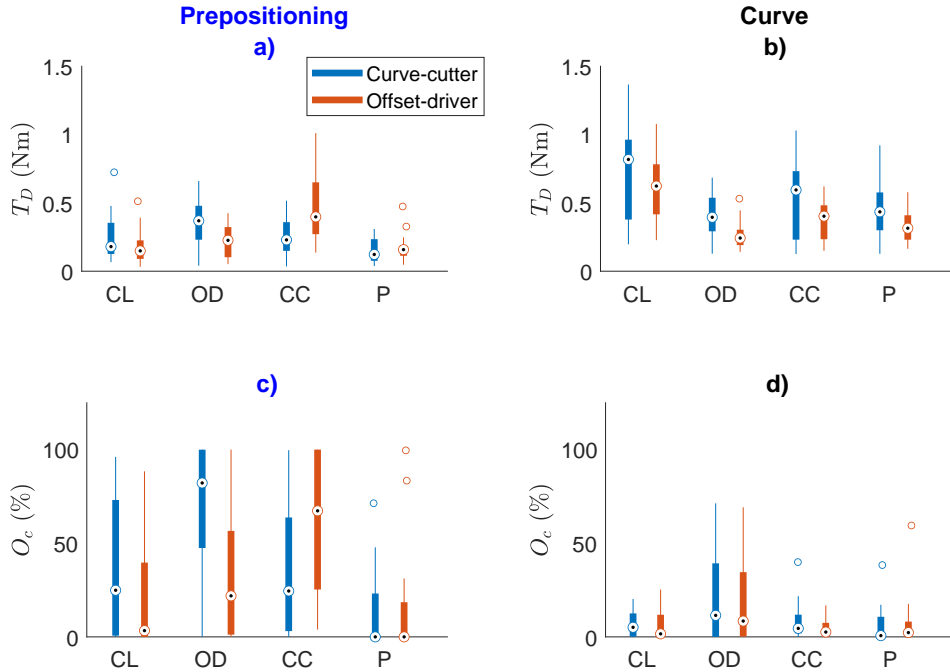 Prepositioning
Curve
a)
b)
Curve-cutter
Offset-driver
T_D (Nm)
1.5
1
0.5
0
CL OD CC P
T_D (Nm)
1.5
1
0.5
0
CL OD CC P
c)
d)
O_c (%)
100
50
0
CL OD CC P
O_c (%)
100
50
0
CL OD CC P